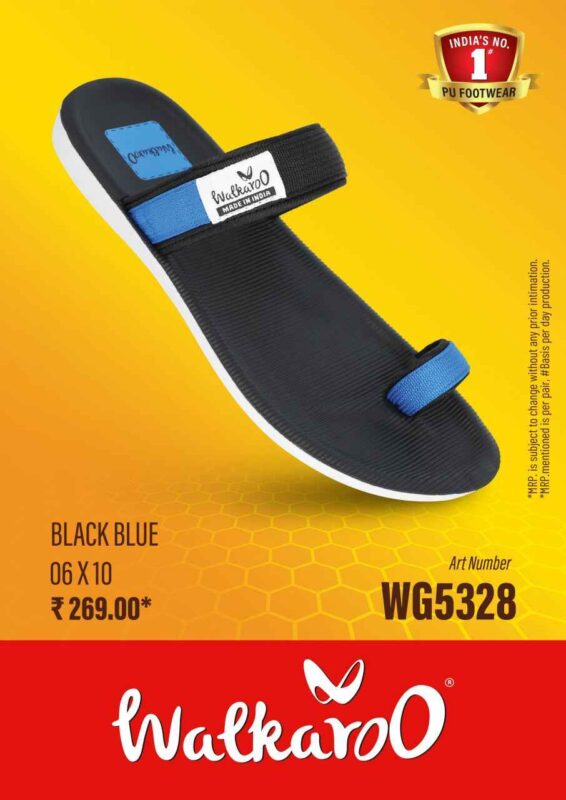 INDIA'S NO.
1#
PU FOOTWEAR
Walkaroo
Walkaroo
MADE IN INDIA
*MRP. is subject to change without any prior intimation.
*MRP.mentioned is per pair. #Basis per day production.
BLACK BLUE
06 X 10
₹ 269.00*
Art Number
WG5328
Walkaroo®